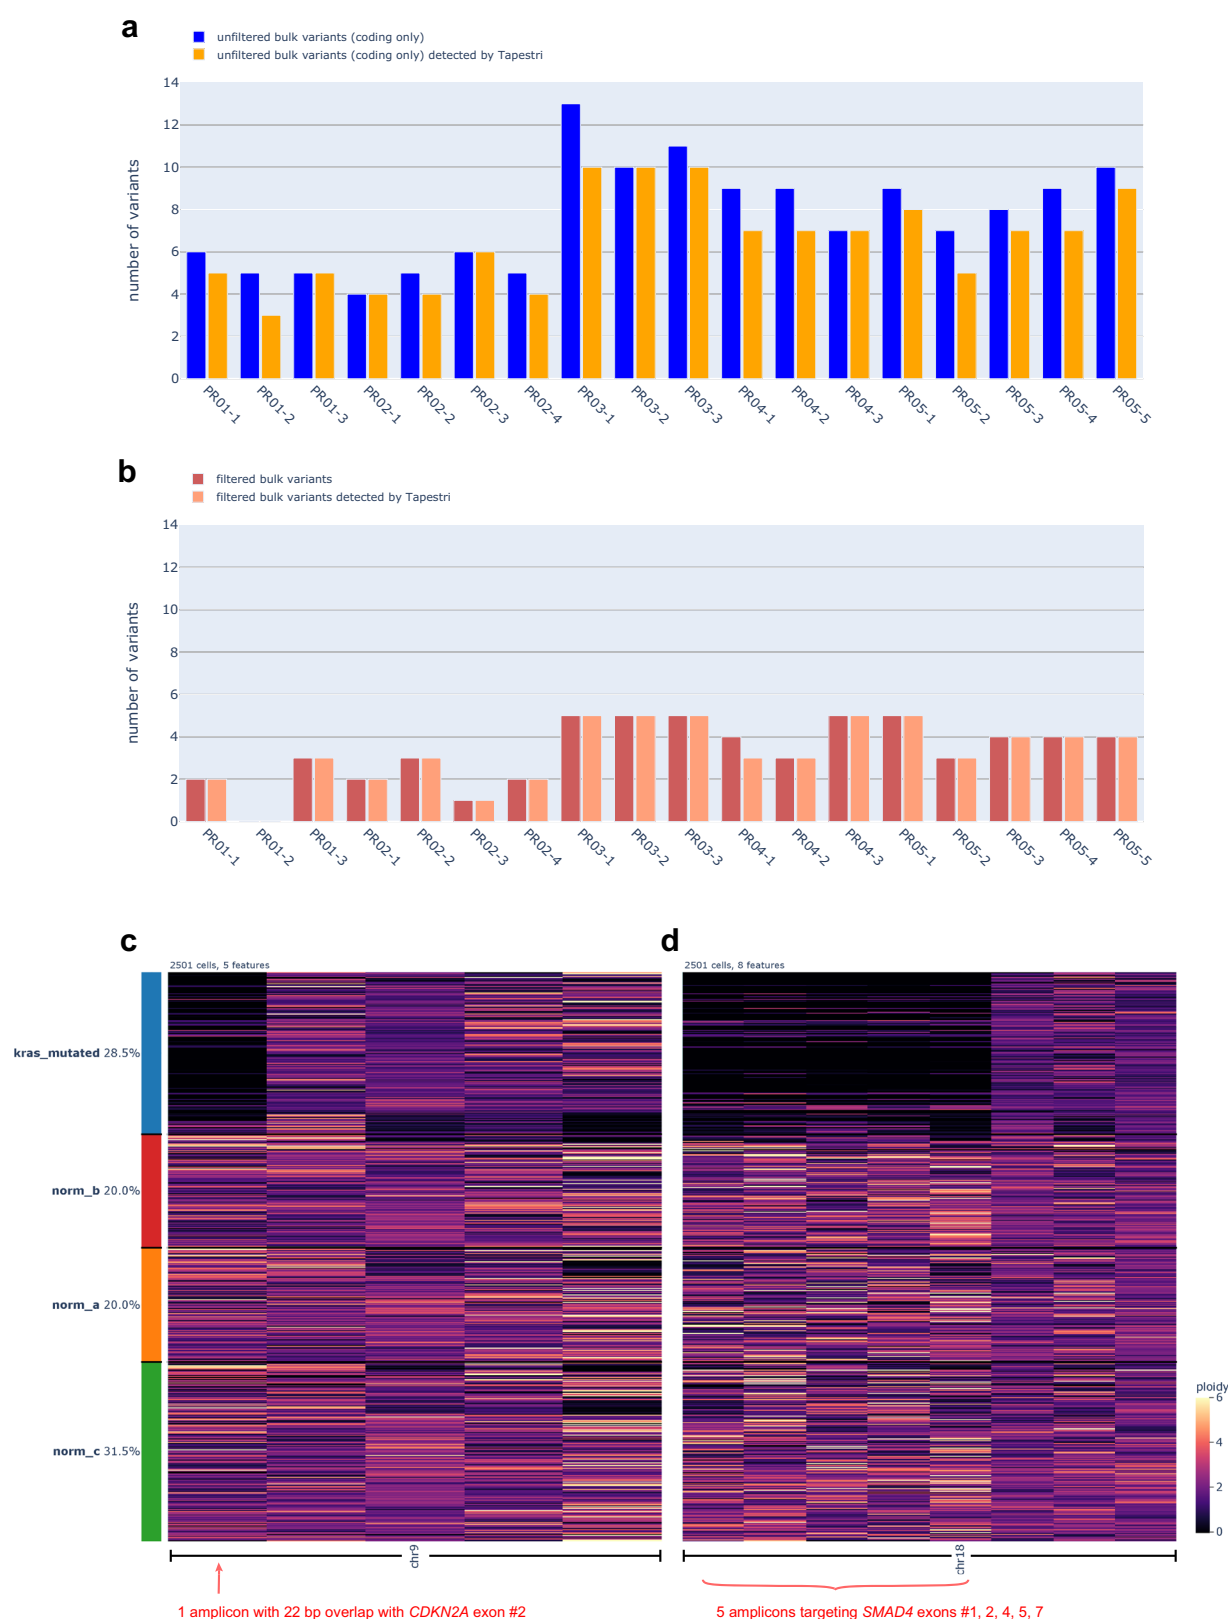 a
unfiltered bulk variants (coding only)
unfiltered bulk variants (coding only) detected by Tapestri
number of variants
14
12
10
8
6
4
2
0
PR01-1 PR01-2 PR01-3 PR02-1 PR02-2 PR02-3 PR02-4 PR03-1 PR03-2 PR03-3 PR04-1 PR04-2 PR04-3 PR05-1 PR05-2 PR05-3 PR05-4 PR05-5
b
filtered bulk variants
filtered bulk variants detected by Tapestri
number of variants
14
12
10
8
6
4
2
0
PR01-1 PR01-2 PR01-3 PR02-1 PR02-2 PR02-3 PR02-4 PR03-1 PR03-2 PR03-3 PR04-1 PR04-2 PR04-3 PR05-1 PR05-2 PR05-3 PR05-4 PR05-5
c
2501 cells, 5 features
kras_mutated 28.5%
norm_b 20.0%
norm_a 20.0%
norm_c 31.5%
chr9
1 amplicon with 22 bp overlap with CDKN2A exon #2
d
2501 cells, 8 features
chr18
5 amplicons targeting SMAD4 exons #1, 2, 4, 5, 7
ploidy
6
4
2
0